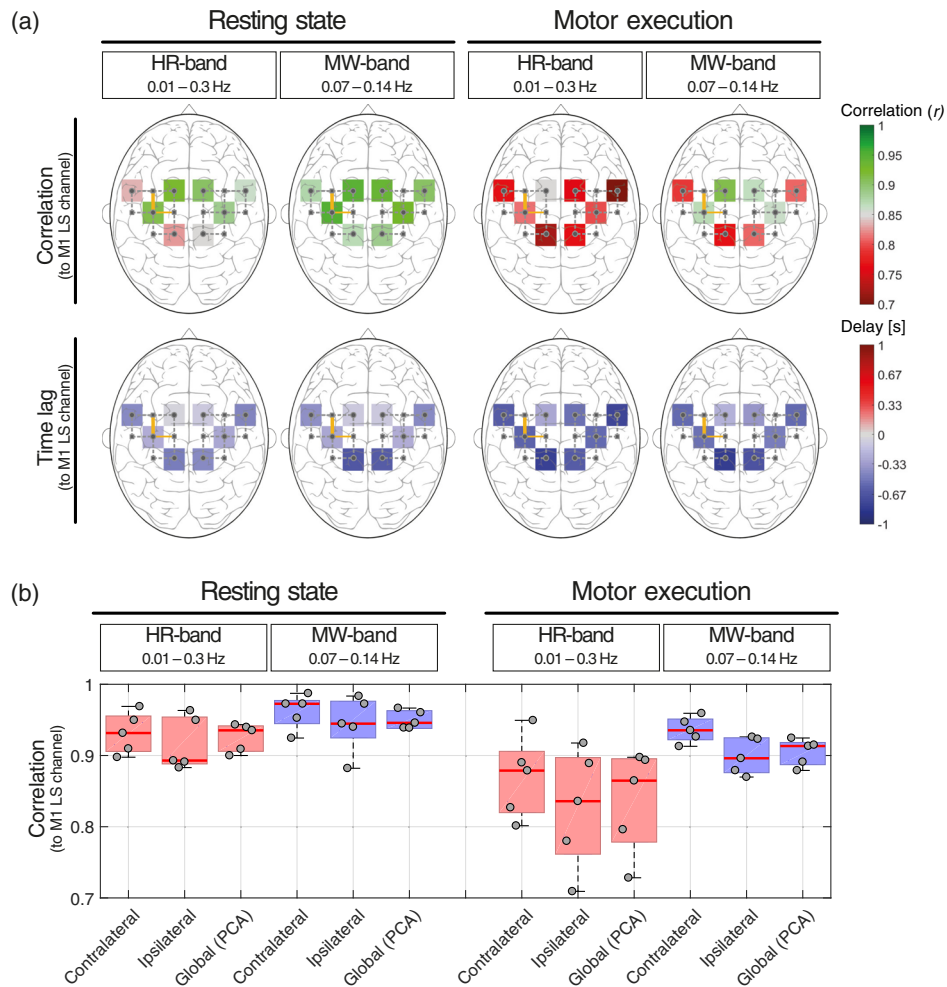 (a)
Resting state
Motor execution
HR-band
0.01 – 0.3 Hz
MW-band
0.07 – 0.14 Hz
HR-band
0.01 – 0.3 Hz
MW-band
0.07 – 0.14 Hz
Correlation
(to M1 LS channel)
Correlation (r)
1
0.95
0.9
0.85
0.8
0.75
0.7
Time lag
(to M1 LS channel)
Delay [s]
1
0.67
0.33
0
-0.33
-0.67
-1
(b)
Resting state
Motor execution
HR-band
0.01 – 0.3 Hz
MW-band
0.07 – 0.14 Hz
HR-band
0.01 – 0.3 Hz
MW-band
0.07 – 0.14 Hz
Correlation
(to M1 LS channel)
1
0.9
0.8
0.7
Contralateral
Ipsilateral
Global (PCA)
Contralateral
Ipsilateral
Global (PCA)
Contralateral
Ipsilateral
Global (PCA)
Contralateral
Ipsilateral
Global (PCA)